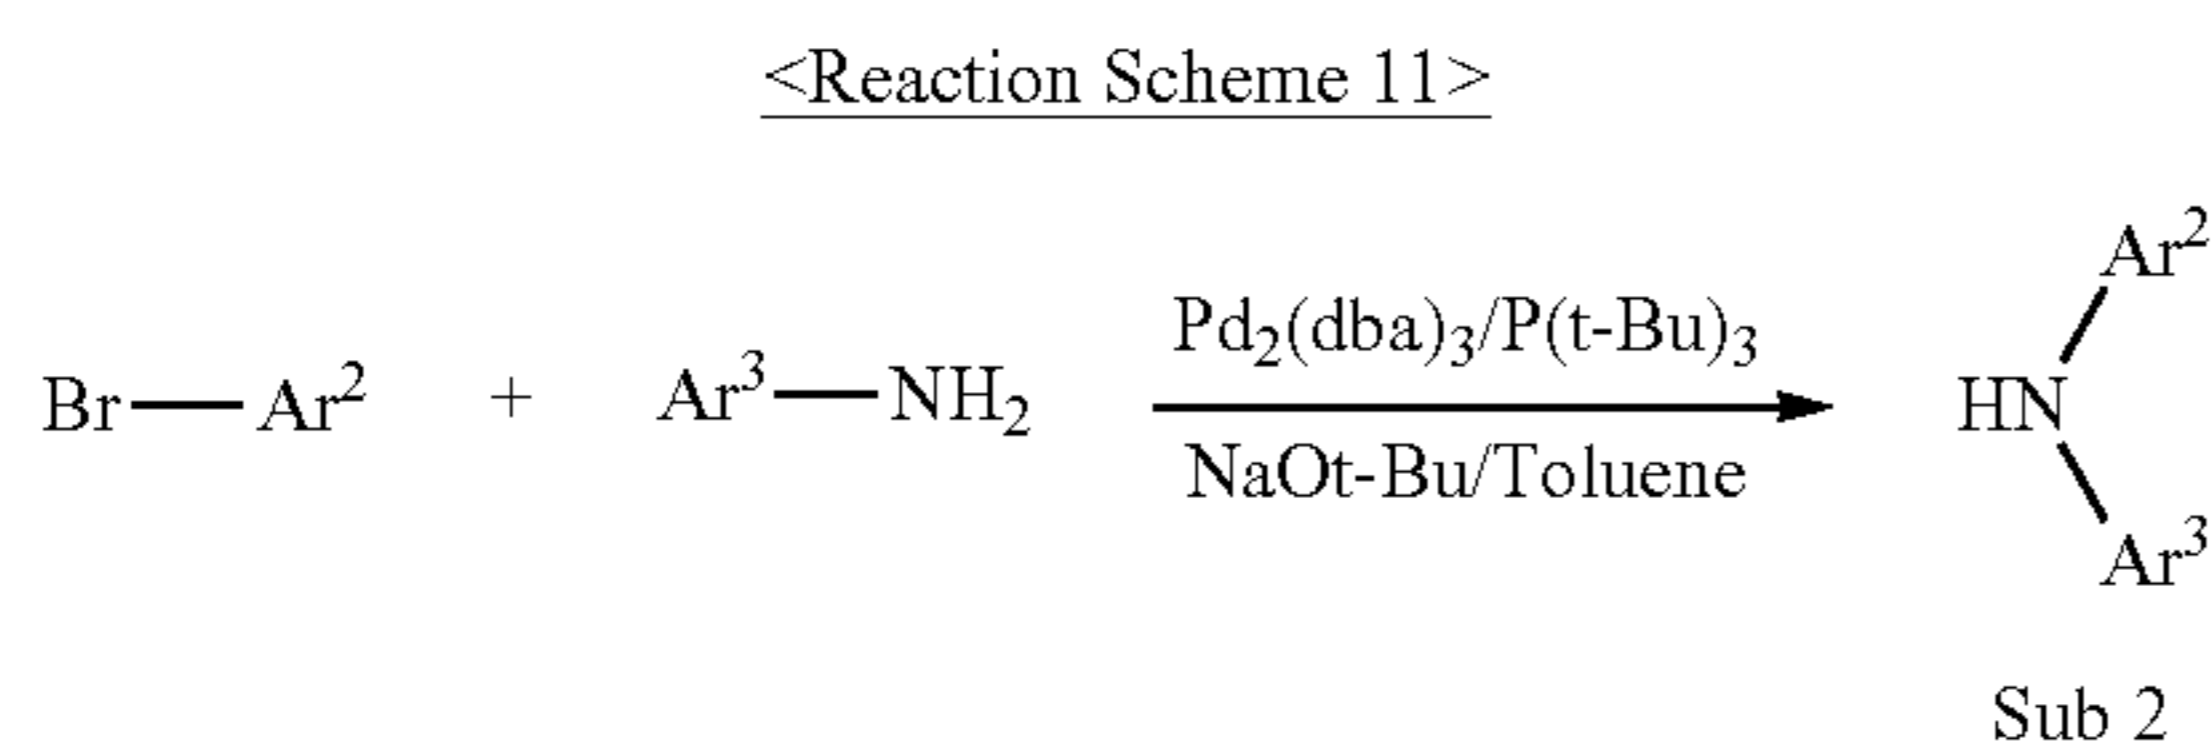 <Reaction Scheme 11>
Br—Ar² + Ar³—NH₂
Pd₂(dba)₃/P(t-Bu)₃
NaOt-Bu/Toluene
Ar²
HN
Ar³
Sub 2